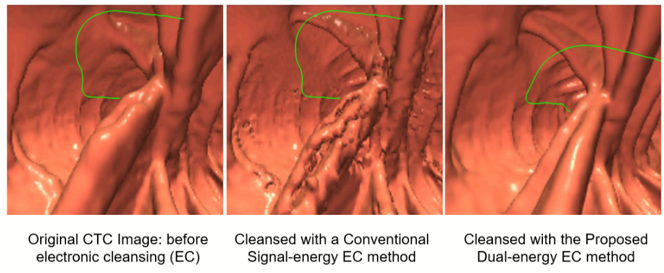 Original CTC Image: before
electronic cleansing (EC)
Cleansed with a Conventional
Signal-energy EC method
Cleansed with the Proposed
Dual-energy EC method